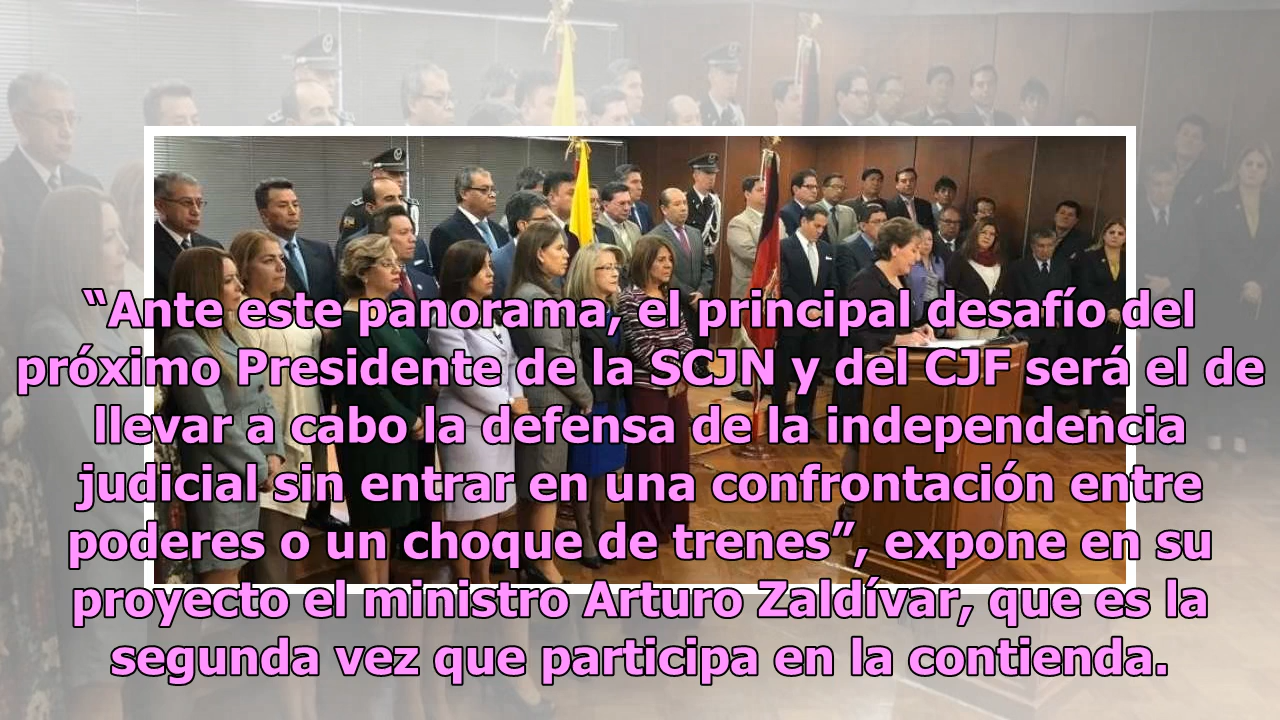 “Ante este panorama, el principal desafío del
próximo Presidente de la SCJN y del CJF será el de
llevar a cabo la defensa de la independencia
judicial sin entrar en una confrontación entre
poderes o un choque de trenes”, expone en su
proyecto el ministro Arturo Zaldívar, que es la
segunda vez que participa en la contienda.